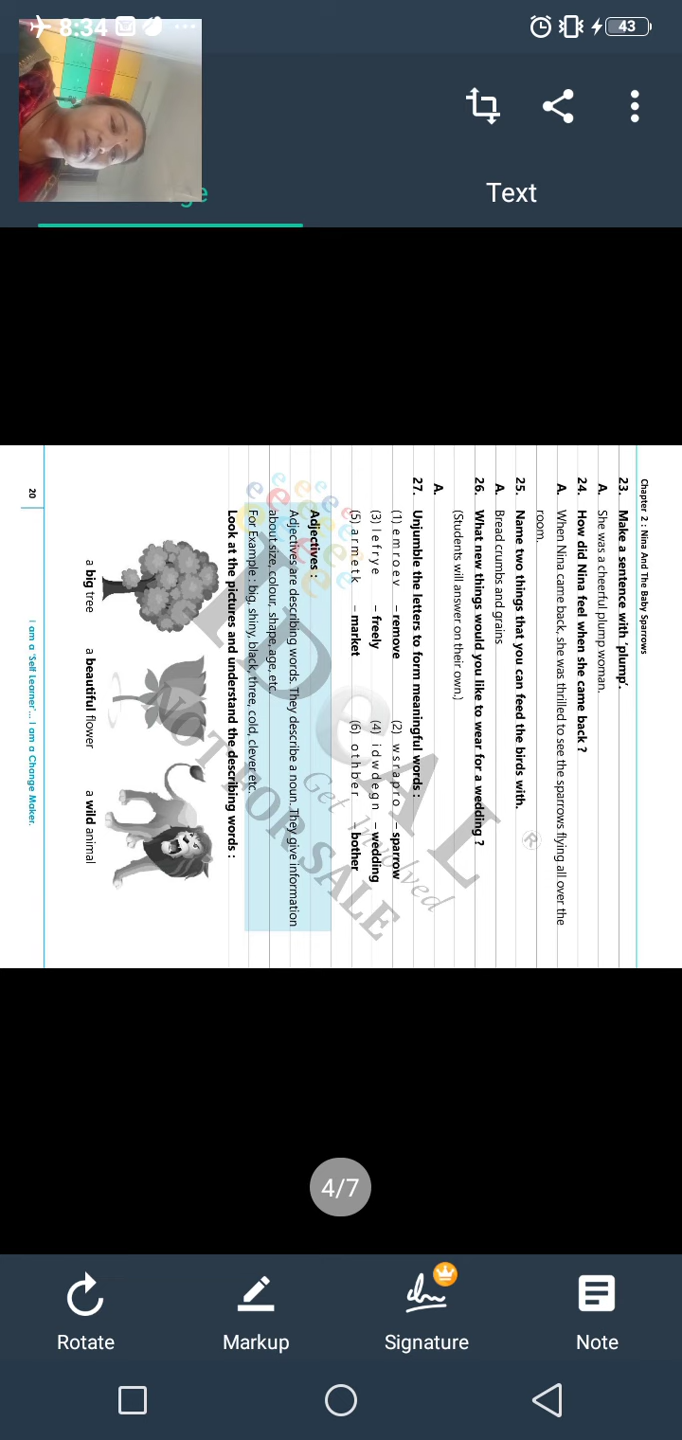 8:34
43
ge
Text
Chapter 2 : Nina And The Baby Sparrows
23. Make a sentence with 'plump'.
A. She was a cheerful plump woman.
24. How did Nina feel when she came back ?
A. When Nina came back, she was thrilled to see the sparrows flying all over the
room.
25. Name two things that you can feed the birds with.
A. Bread crumbs and grains
26. What new things would you like to wear for a wedding ?
(Students will answer on their own.)
A.
27. Unjumble the letters to form meaningful words :
(1) e m r o e v – remove (2) w s r a p r o – sparrow
(3) l e f r y e – freely (4) i d w d e g n – wedding
(5) a r m e t k – market (6) o t h b e r – bother
Adjectives :
Adjectives are describing words. They describe a noun. They give information
about size, colour, shape, age, etc.
For Example : big, shiny, black, three, cold, clever etc.
Look at the pictures and understand the describing words :
a big tree a beautiful flower a wild animal
20 I am a 'Self Learner'... I am a Change Maker.
IDeAL
®
Get involved
NOT FOR SALE
4/7
Rotate
Markup
Signature
Note